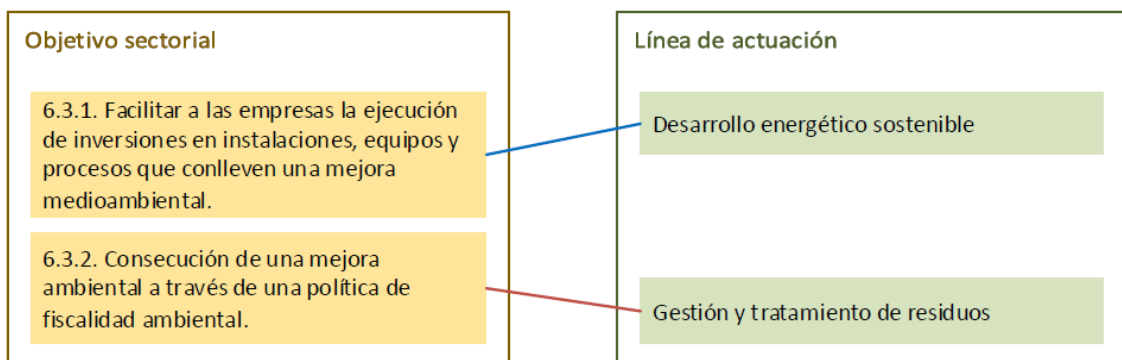 Objetivo sectorial
6.3.1. Facilitar a las empresas la ejecución
de inversiones en instalaciones, equipos y
procesos que conlleven una mejora
medioambiental.
6.3.2. Consecución de una mejora
ambiental a través de una política de
fiscalidad ambiental.
Línea de actuación
Desarrollo energético sostenible
Gestión y tratamiento de residuos